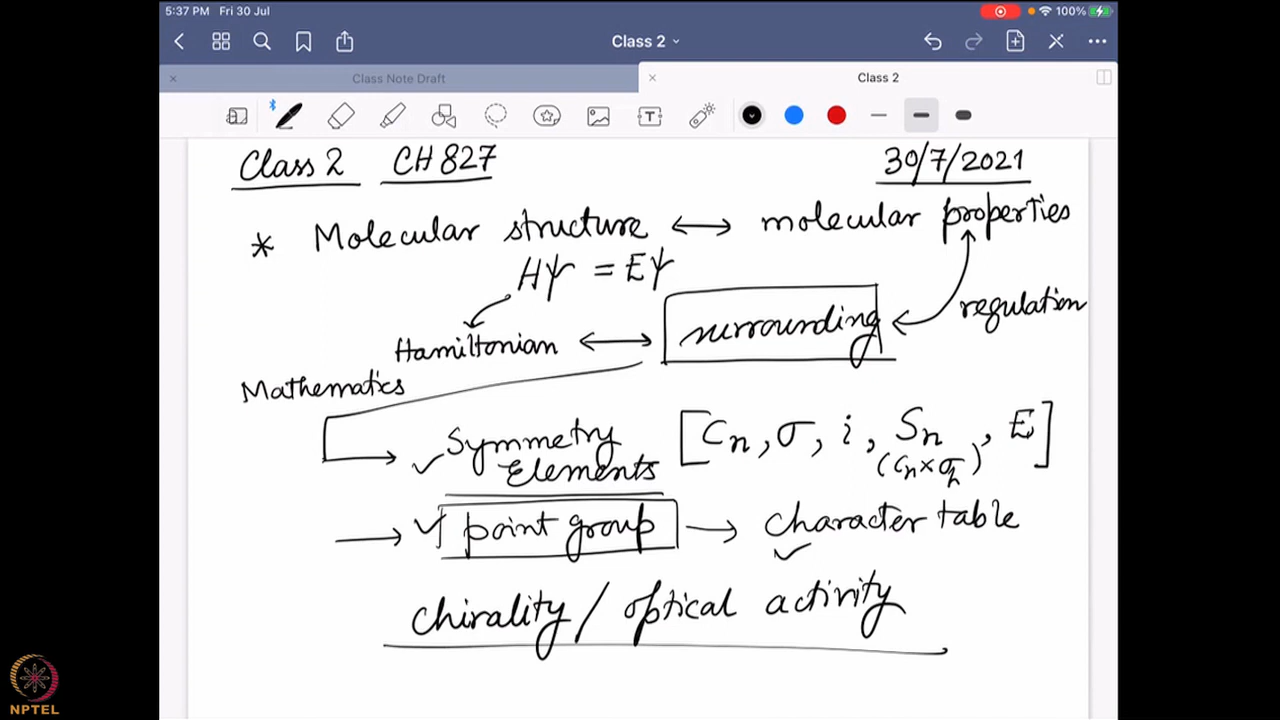 5:37 PM Fri 30 Jul 100%
Class 2
Class Note Draft Class 2
T
Class 2 CH 827 30/7/2021
* Molecular structure ↔ molecular properties
Hψ = Eψ
surrounding regulation
Hamiltonian ↔
Mathematics
✓ Symmetry Elements [Cn, σ, i, Sn (Cn×σh), E]
→ ✓ point group → character table ✓
chirality / optical activity
NPTEL